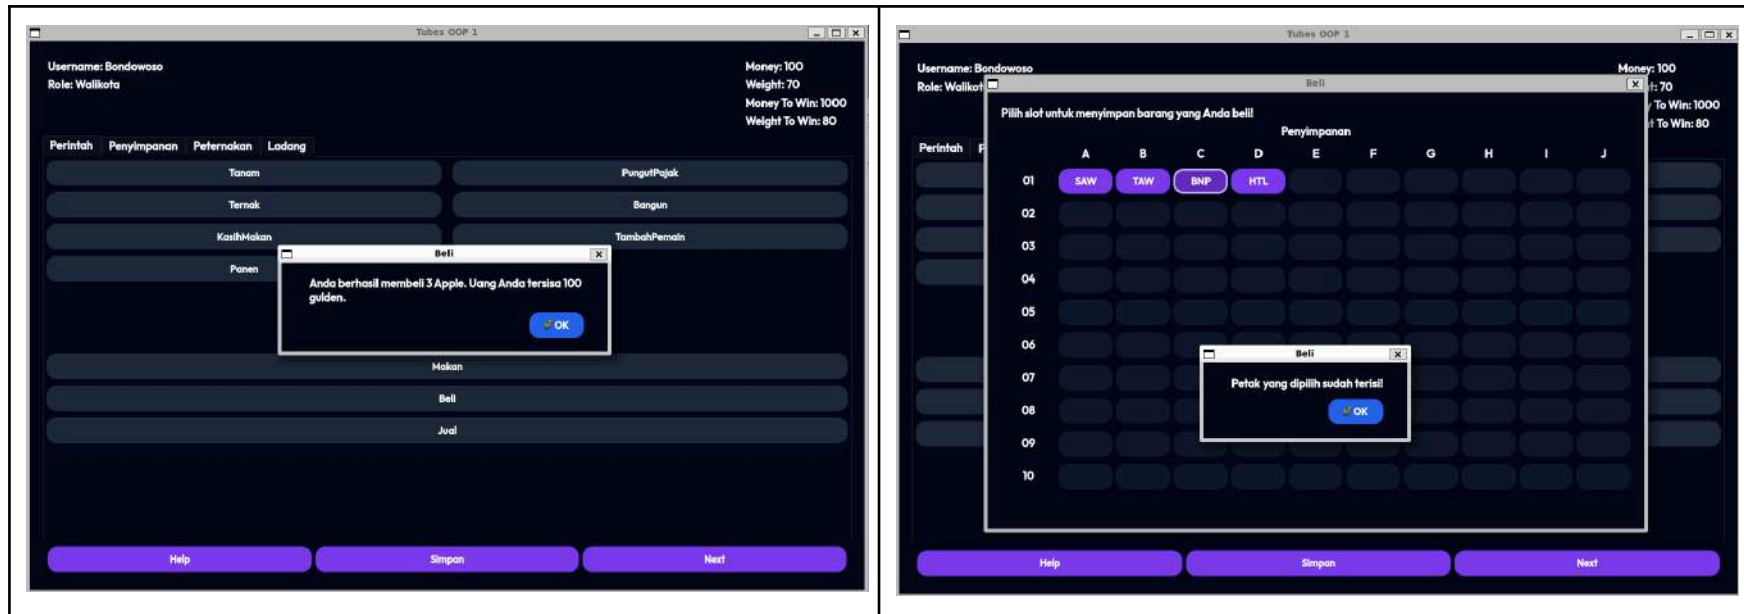 Tubes OOP 1
Username: Bondowoso
Role: Walikota
Money: 100
Weight: 70
Money To Win: 1000
Weight To Win: 80
Perintah Penyimpanan Peternakan Ladang
Tanam PungutPajak
Ternak Bangun
KasihMakan TambahPemain
Panen
Beli
Anda berhasil membeli 3 Apple. Uang Anda tersisa 100
gulden.
OK
Makan
Beli
Jual
Help Simpan Next
Tubes OOP 1
Username: Bondowoso
Role: Walikot
Money: 100
t: 70
To Win: 1000
t To Win: 80
Perintah P
Beli
Pilih slot untuk menyimpan barang yang Anda beli!
Penyimpanan
A B C D E F G H I J
01 SAW TAW BNP HTL
02
03
04
05
06
07
08
09
10
Beli
Petak yang dipilih sudah terisi!
OK
Help Simpan Next